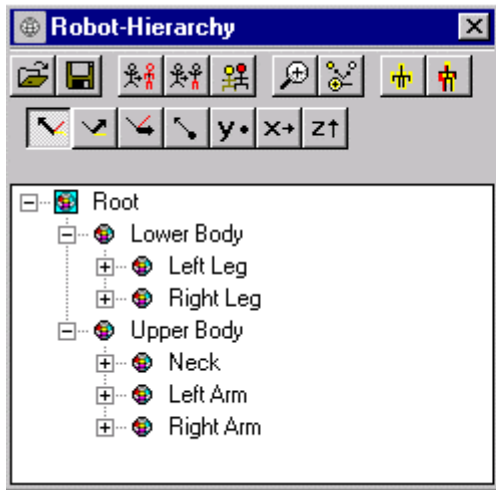 Robot-Hierarchy
y• x→ z↑
Root
Lower Body
Left Leg
Right Leg
Upper Body
Neck
Left Arm
Right Arm